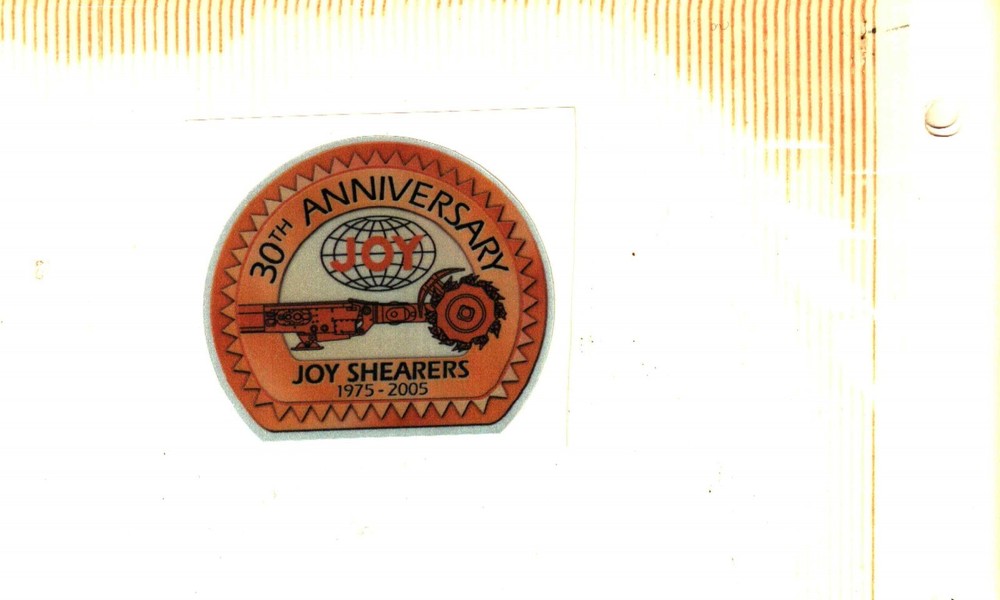 30TH ANNIVERSARY
JOY
JOY SHEARERS
1975 - 2005